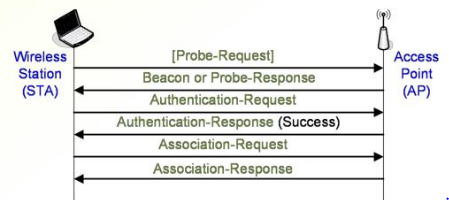 Wireless
Station
(STA)
[Probe-Request]
Beacon or Probe-Response
Authentication-Request
Authentication-Response (Success)
Association-Request
Association-Response
Access
Point
(AP)